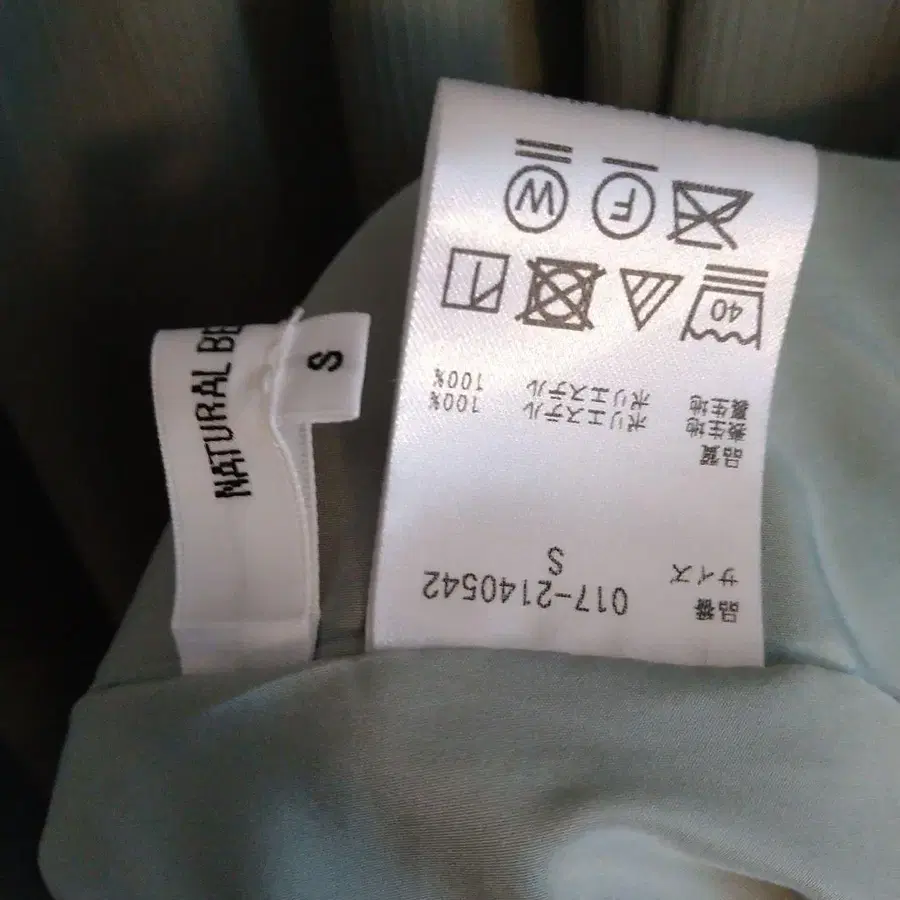 NATURAL BE
S
品番 017-2140542
サイズ S
品質
表生地 ポリエステル 100%
裏生地 ポリエステル 100%
40
F W